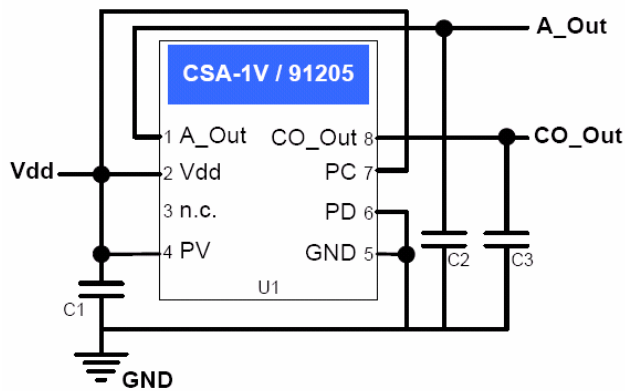 A_Out
CSA-1V / 91205
1 A_Out CO_Out 8
CO_Out
Vdd
2 Vdd PC 7
3 n.c. PD 6
4 PV GND 5
C2 C3
C1
U1
GND